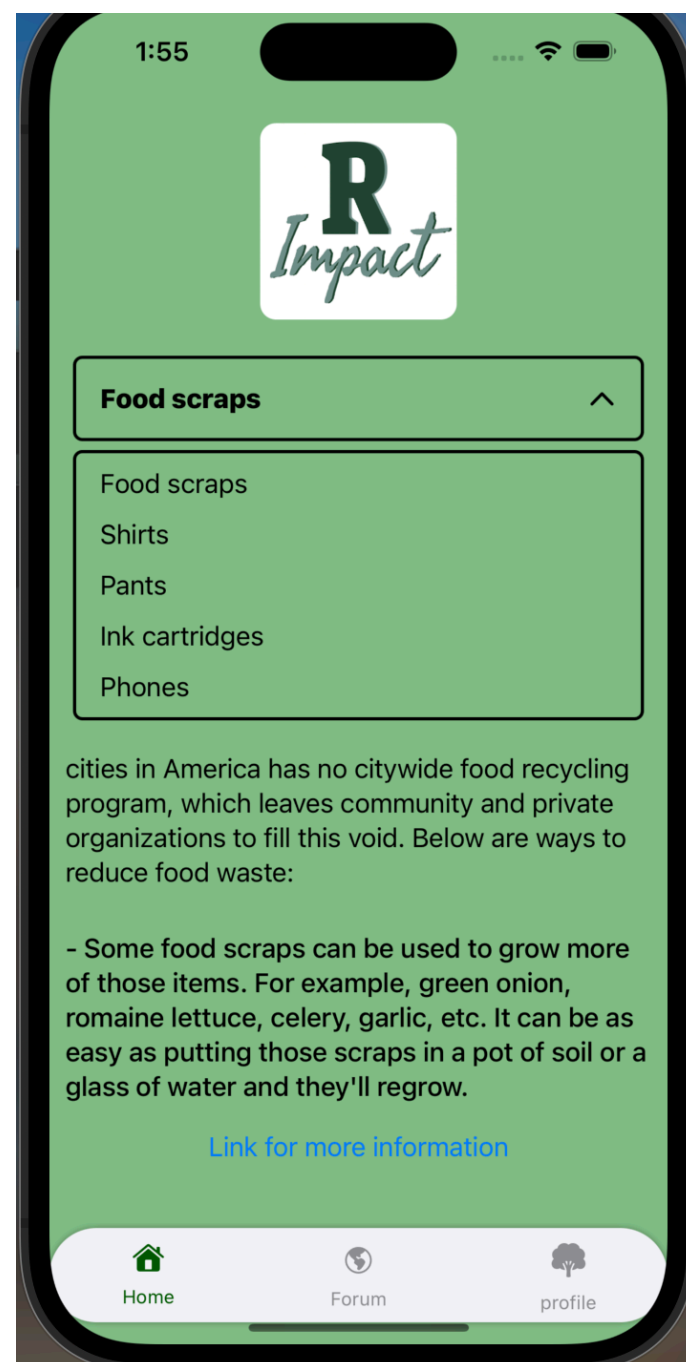 1:55
R
Impact
Food scraps
Food scraps
Shirts
Pants
Ink cartridges
Phones
cities in America has no citywide food recycling
program, which leaves community and private
organizations to fill this void. Below are ways to
reduce food waste:
- Some food scraps can be used to grow more
of those items. For example, green onion,
romaine lettuce, celery, garlic, etc. It can be as
easy as putting those scraps in a pot of soil or a
glass of water and they'll regrow.
Link for more information
Home
Forum
profile